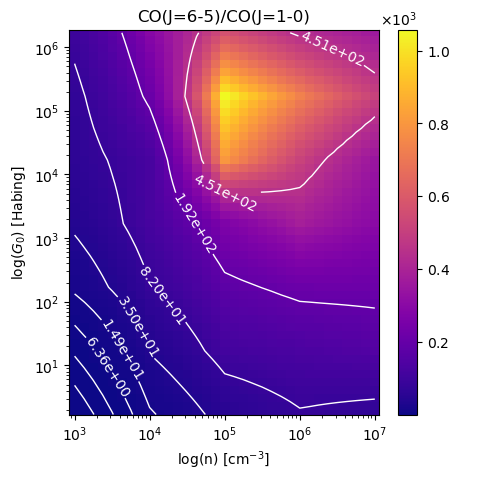 CO(J=6-5)/CO(J=1-0)
×10³
10⁶
10⁵
10⁴
10³
10²
10¹
log(G₀) [Habing]
4.51e+02
4.51e+02
1.92e+02
8.20e+01
3.50e+01
1.49e+01
6.36e+00
10³
10⁴
10⁵
10⁶
10⁷
log(n) [cm⁻³]
1.0
0.8
0.6
0.4
0.2